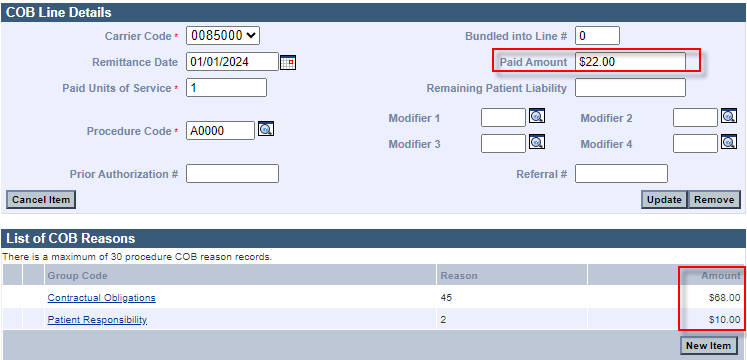 COB Line Details
Carrier Code * 0085000 Bundled into Line # 0
Remittance Date 01/01/2024 Paid Amount $22.00
Paid Units of Service * 1 Remaining Patient Liability
Modifier 1 Modifier 2
Procedure Code * A0000
Modifier 3 Modifier 4
Prior Authorization # Referral #
Cancel Item Update Remove
List of COB Reasons
There is a maximum of 30 procedure COB reason records.
Group Code Reason Amount
Contractual Obligations 45 $68.00
Patient Responsibility 2 $10.00
New Item